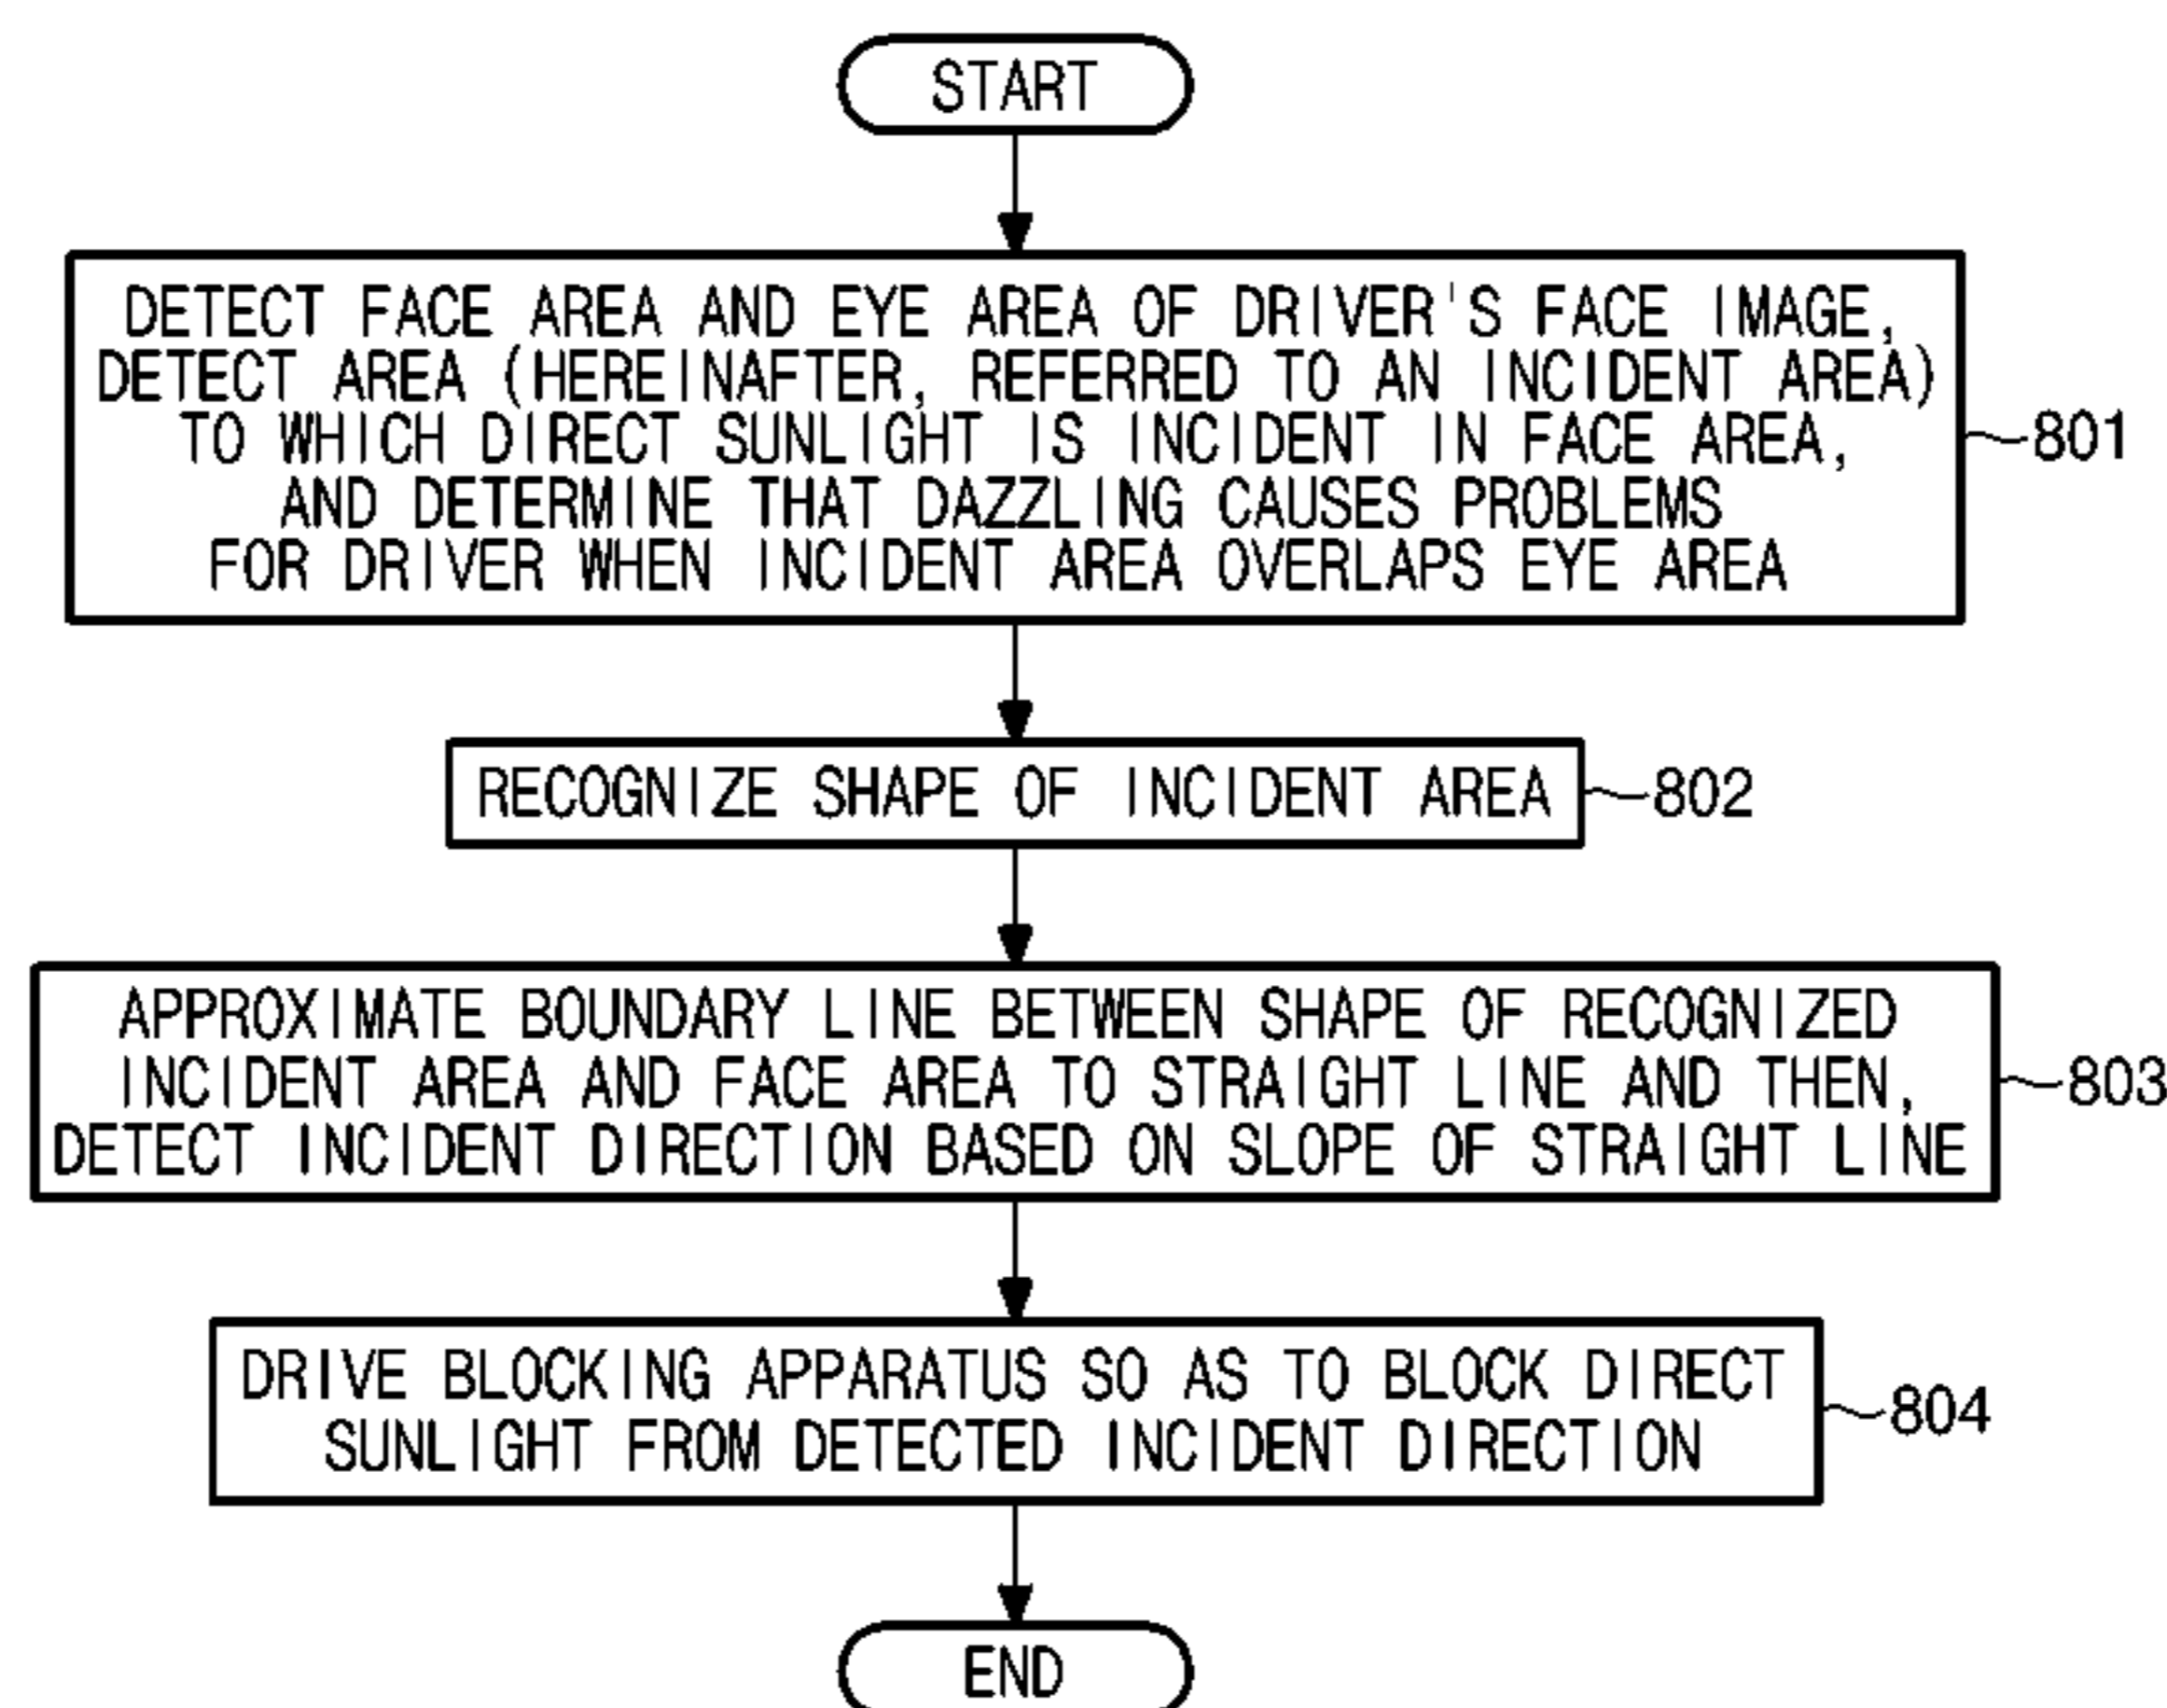 START
DETECT FACE AREA AND EYE AREA OF DRIVER'S FACE IMAGE,
DETECT AREA (HEREINAFTER, REFERRED TO AN INCIDENT AREA)
TO WHICH DIRECT SUNLIGHT IS INCIDENT IN FACE AREA,
AND DETERMINE THAT DAZZLING CAUSES PROBLEMS
FOR DRIVER WHEN INCIDENT AREA OVERLAPS EYE AREA
801
RECOGNIZE SHAPE OF INCIDENT AREA
802
APPROXIMATE BOUNDARY LINE BETWEEN SHAPE OF RECOGNIZED
INCIDENT AREA AND FACE AREA TO STRAIGHT LINE AND THEN,
DETECT INCIDENT DIRECTION BASED ON SLOPE OF STRAIGHT LINE
803
DRIVE BLOCKING APPARATUS SO AS TO BLOCK DIRECT
SUNLIGHT FROM DETECTED INCIDENT DIRECTION
804
END